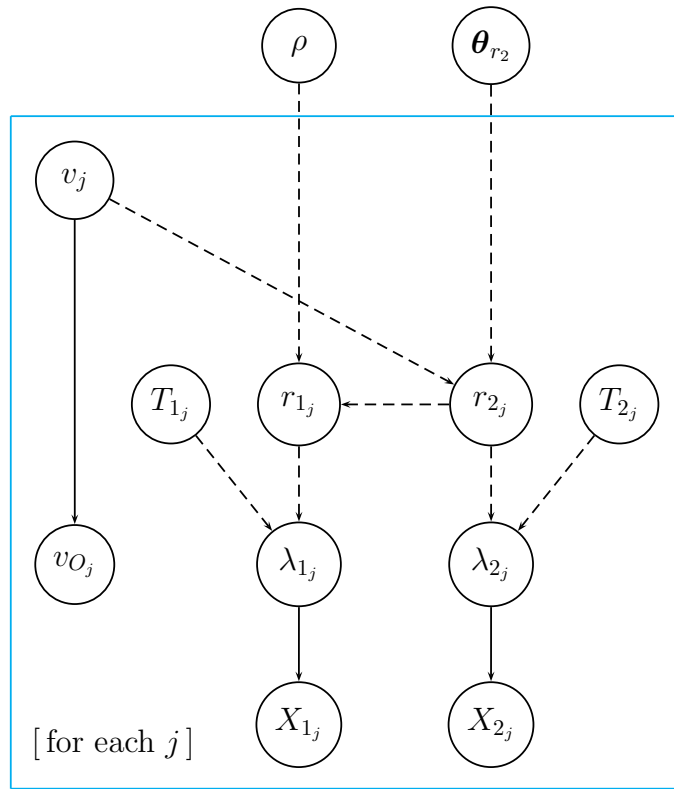 ρ θ_{r_2}
v_j
T_{1_j} r_{1_j} r_{2_j} T_{2_j}
v_{O_j} λ_{1_j} λ_{2_j}
X_{1_j} X_{2_j}
[ for each j ]